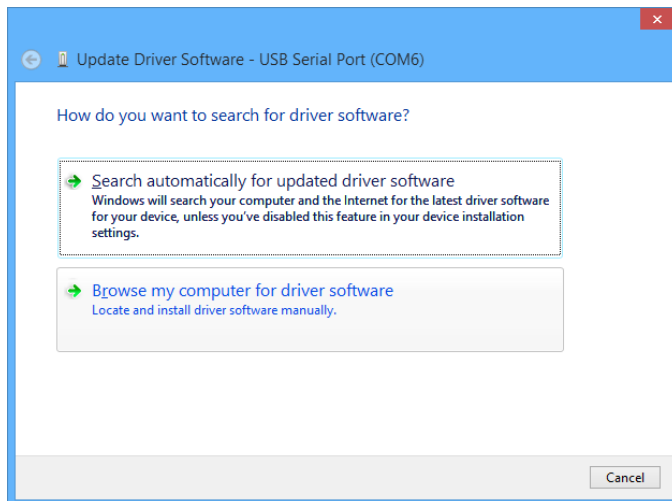 Update Driver Software - USB Serial Port (COM6)
How do you want to search for driver software?
Search automatically for updated driver software
Windows will search your computer and the Internet for the latest driver software
for your device, unless you've disabled this feature in your device installation
settings.
Browse my computer for driver software
Locate and install driver software manually.
Cancel